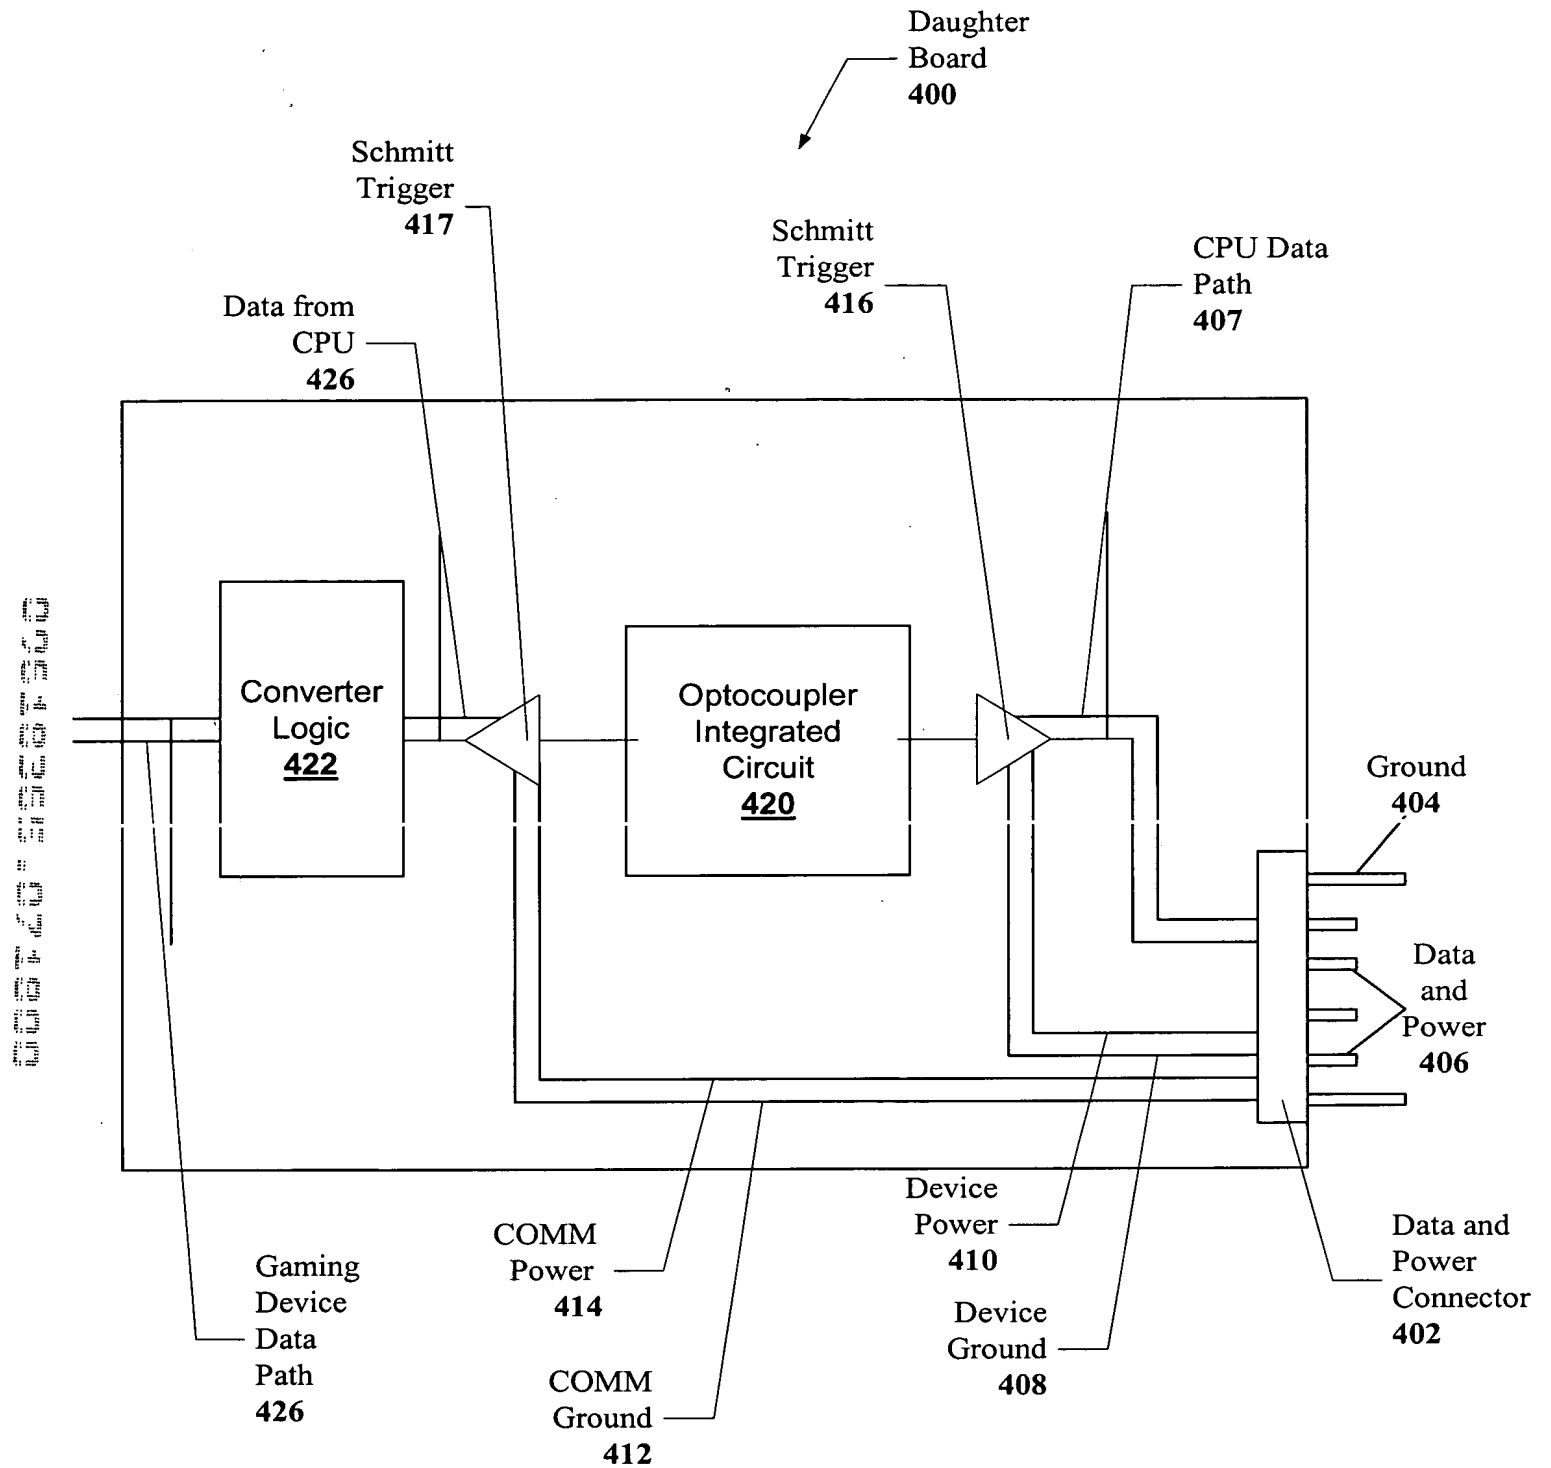 Daughter
Board
400
Schmitt
Trigger
417
Schmitt
Trigger
416
CPU Data
Path
407
Data from
CPU
426
Converter
Logic
422
Optocoupler
Integrated
Circuit
420
Ground
404
Data
and
Power
406
Device
Power
410
Data and
Power
Connector
402
COMM
Power
414
Gaming
Device
Data
Path
426
Device
Ground
408
COMM
Ground
412